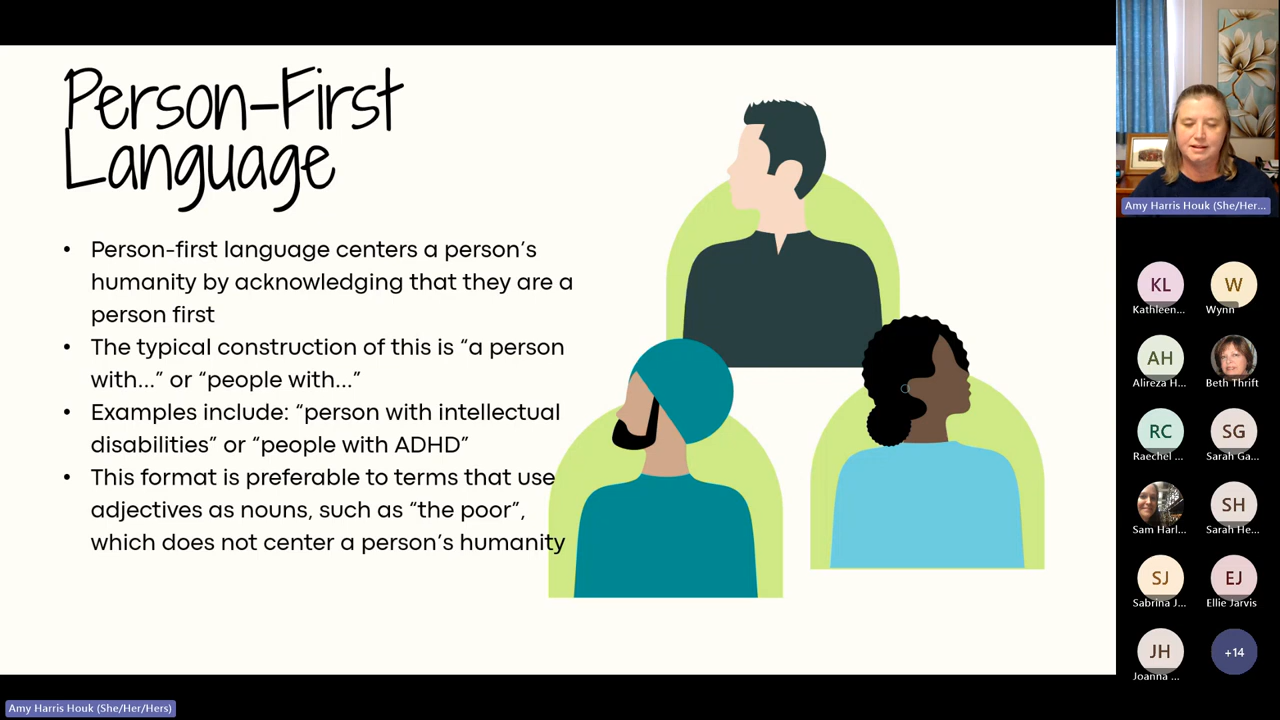 Person-First
Language
• Person-first language centers a person's
humanity by acknowledging that they are a
person first
• The typical construction of this is “a person
with...” or “people with...”
• Examples include: “person with intellectual
disabilities” or “people with ADHD”
• This format is preferable to terms that use
adjectives as nouns, such as “the poor”,
which does not center a person's humanity
Amy Harris Houk (She/Her/Hers)
Amy Harris Houk (She/Her...
KL
W
Kathleen...
Wynn
AH
Alireza H...
Beth Thrift
RC
SG
Raechel ...
Sarah Ga...
SH
Sam Harl...
Sarah He...
SJ
EJ
Sabrina J...
Ellie Jarvis
JH
+14
Joanna ...